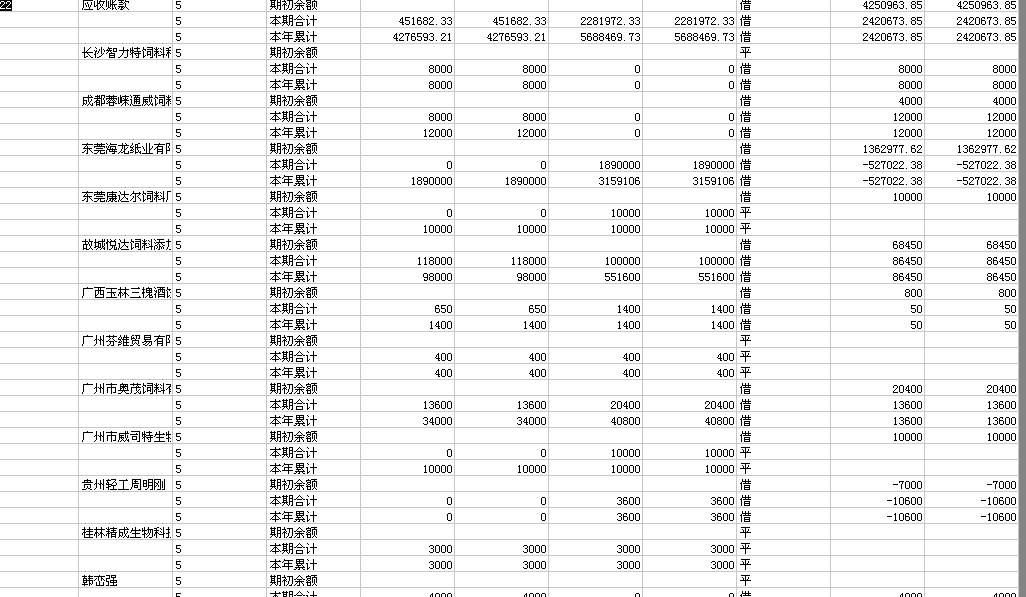 22 应收账款 5 期初余额 借 4250963.85 4250963.85
5 本期合计 451682.33 451682.33 2281972.33 2281972.33 借 2420673.85 2420673.85
5 本年累计 4276593.21 4276593.21 5688469.73 5688469.73 借 2420673.85 2420673.85
长沙智力特饲料 5 期初余额 平
5 本期合计 8000 8000 0 0 借 8000 8000
5 本年累计 8000 8000 0 0 借 8000 8000
成都蓉崃通威饲料 5 期初余额 借 4000 4000
5 本期合计 8000 8000 0 0 借 12000 12000
5 本年累计 12000 12000 0 0 借 12000 12000
东莞海龙纸业有 5 期初余额 借 1362977.62 1362977.62
5 本期合计 0 0 1890000 1890000 借 -527022.38 -527022.38
5 本年累计 1890000 1890000 3159106 3159106 借 -527022.38 -527022.38
东莞康达尔饲料 5 期初余额 借 10000 10000
5 本期合计 0 0 10000 10000 平
5 本年累计 10000 10000 10000 10000 平
故城悦达饲料添 5 期初余额 借 68450 68450
5 本期合计 118000 118000 100000 100000 借 86450 86450
5 本年累计 98000 98000 551600 551600 借 86450 86450
广西玉林三槐酒 5 期初余额 借 800 800
5 本期合计 650 650 1400 1400 借 50 50
5 本年累计 1400 1400 1400 1400 借 50 50
广州芬维贸易有 5 期初余额 平
5 本期合计 400 400 400 400 平
5 本年累计 400 400 400 400 平
广州市奥茂饲料 5 期初余额 借 20400 20400
5 本期合计 13600 13600 20400 20400 借 13600 13600
5 本年累计 34000 34000 40800 40800 借 13600 13600
广州市威司特生 5 期初余额 借 10000 10000
5 本期合计 0 0 10000 10000 平
5 本年累计 10000 10000 10000 10000 平
贵州轻工周明刚 5 期初余额 借 -7000 -7000
5 本期合计 0 0 3600 3600 借 -10600 -10600
5 本年累计 0 0 3600 3600 借 -10600 -10600
桂林精成生物科 5 期初余额 平
5 本期合计 3000 3000 3000 3000 平
5 本年累计 3000 3000 3000 3000 平
韩峦强 5 期初余额 平
5 本期合计 4000 4000 0 0 借 4000 4000